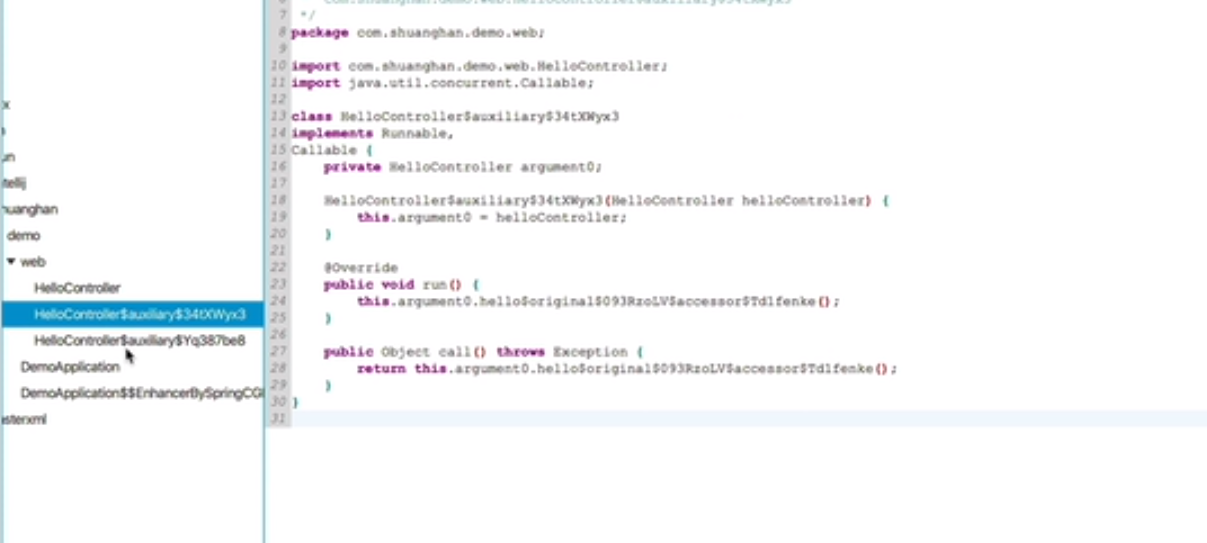 x
un
tellij
huanghan
demo
web
HelloController
HelloController$auxiliary$34tXWyx3
HelloController$auxiliary$Yq387be8
DemoApplication
DemoApplication$$EnhancerBySpringCGl
sterxml
7 */
8 package com.shuanghan.demo.web;
9
10 import com.shuanghan.demo.web.HelloController;
11 import java.util.concurrent.Callable;
12
13 class HelloController$auxiliary$34tXWyx3
14 implements Runnable,
15 Callable {
16 private HelloController argument0;
17
18 HelloController$auxiliary$34tXWyx3(HelloController helloController) {
19 this.argument0 = helloController;
20 }
21
22 @Override
23 public void run() {
24 this.argument0.hello$original$093RzoLV$accessor$Td1fenke();
25 }
26
27 public Object call() throws Exception {
28 return this.argument0.hello$original$093RzoLV$accessor$Td1fenke();
29 }
30 }
31